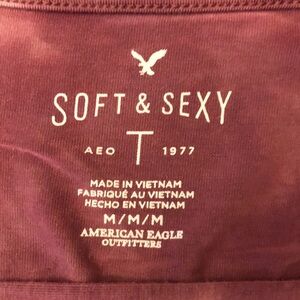 SOFT & SEXY
AEO T 1977
MADE IN VIETNAM
FABRIQUÉ AU VIETNAM
HECHO EN VIETNAM
M/M/M
AMERICAN EAGLE
OUTFITTERS